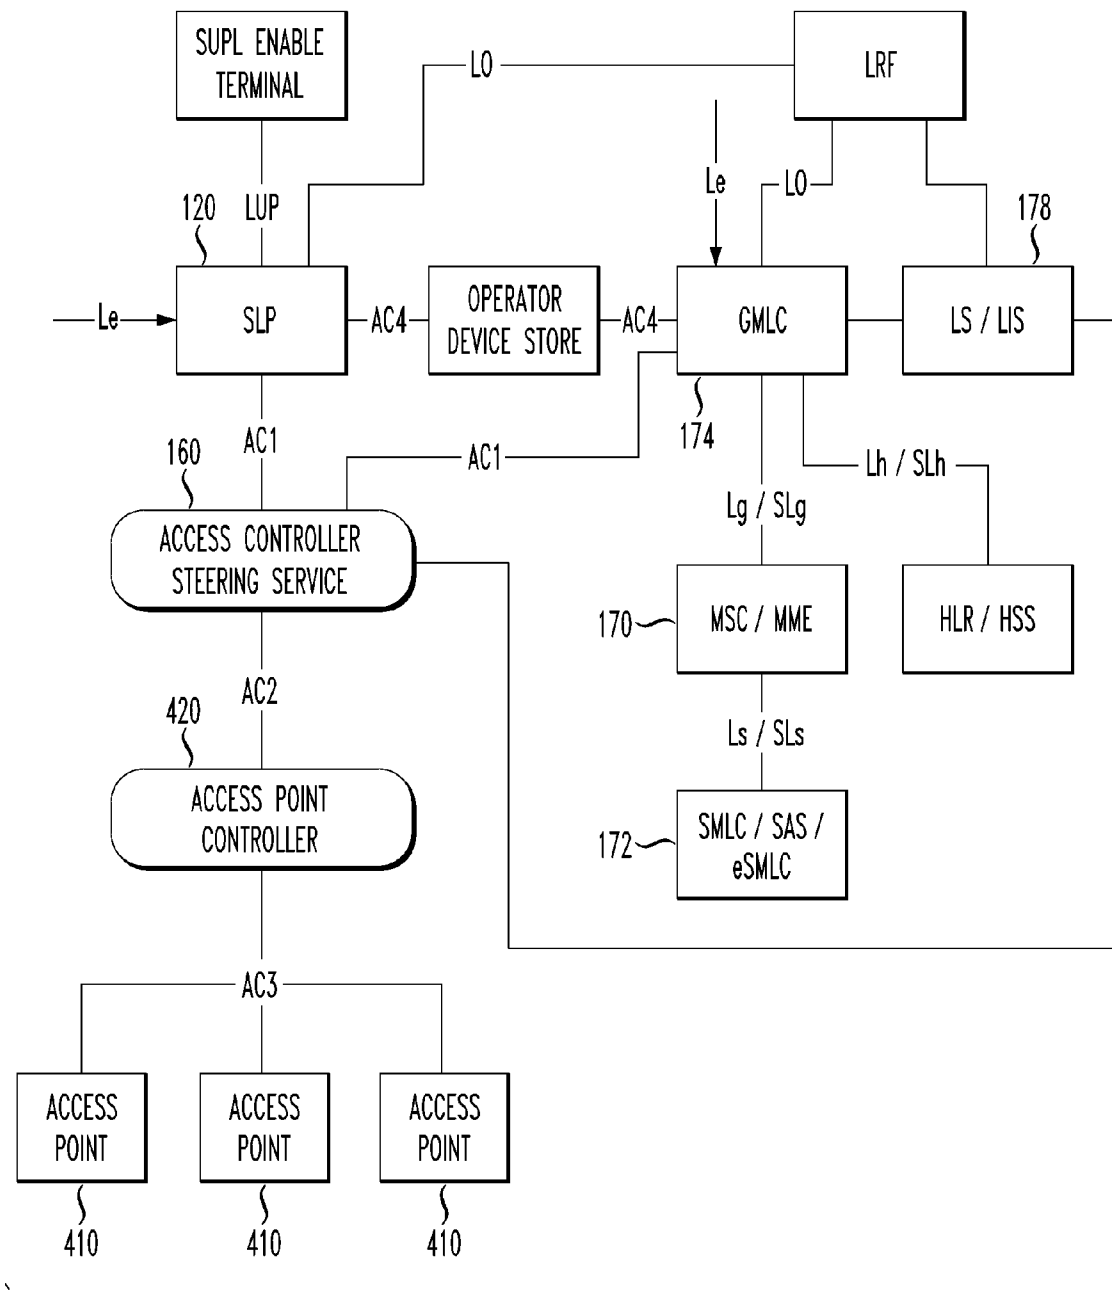 SUPL ENABLE
TERMINAL
LO
LRF
LUP
120
Le
LO
178
Le
SLP
AC4
OPERATOR
DEVICE STORE
AC4
GMLC
LS / LIS
AC1
160
AC1
174
Lh / SLh
Lg / SLg
ACCESS CONTROLLER
STEERING SERVICE
170
MSC / MME
HLR / HSS
AC2
420
Ls / SLs
ACCESS POINT
CONTROLLER
172
SMLC / SAS /
eSMLC
AC3
ACCESS
POINT
ACCESS
POINT
ACCESS
POINT
410
410
410